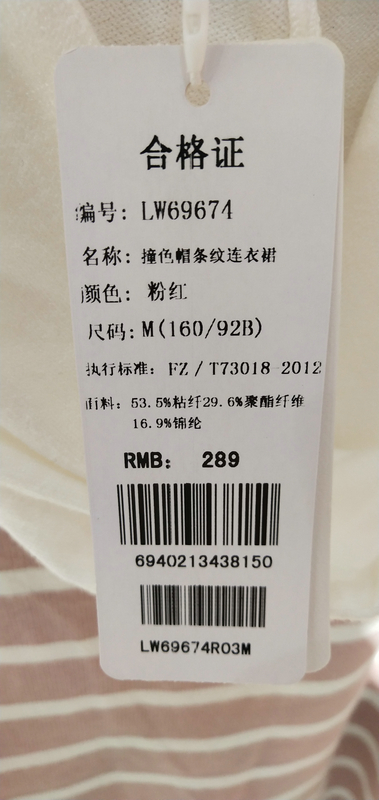 合格证
编号: LW69674
名称: 撞色帽条纹连衣裙
颜色: 粉红
尺码: M(160/92B)
执行标准: FZ/T73018-2012
面料: 53.5%粘纤29.6%聚酯纤维
16.9%锦纶
RMB: 289
6940213438150
LW69674R03M